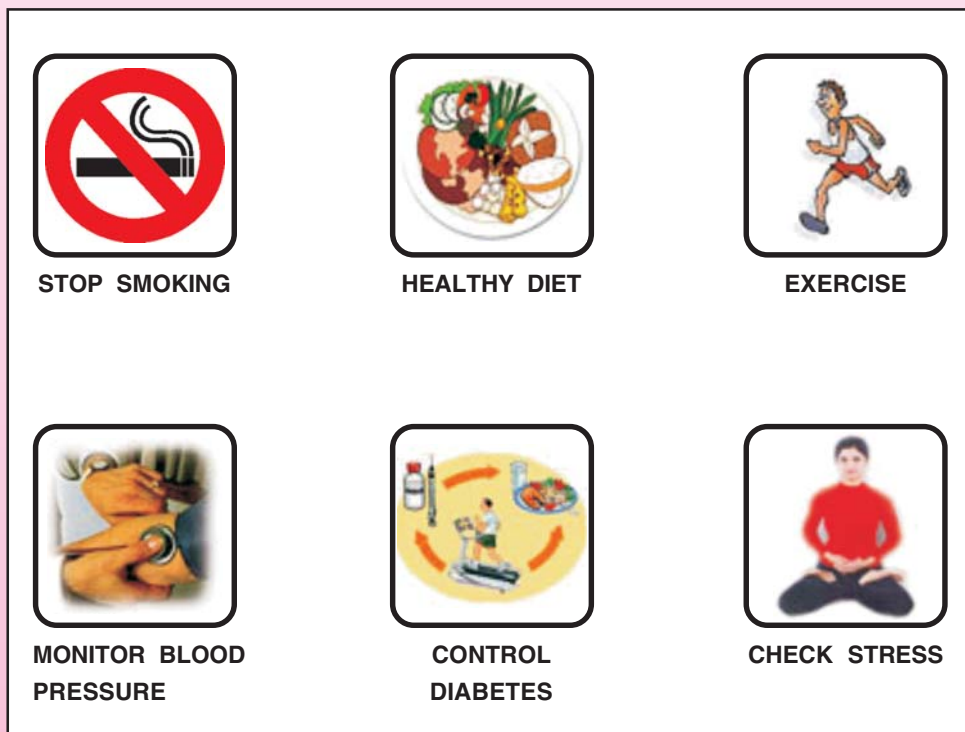 STOP SMOKING
HEALTHY DIET
EXERCISE
MONITOR BLOOD
PRESSURE
CONTROL
DIABETES
CHECK STRESS